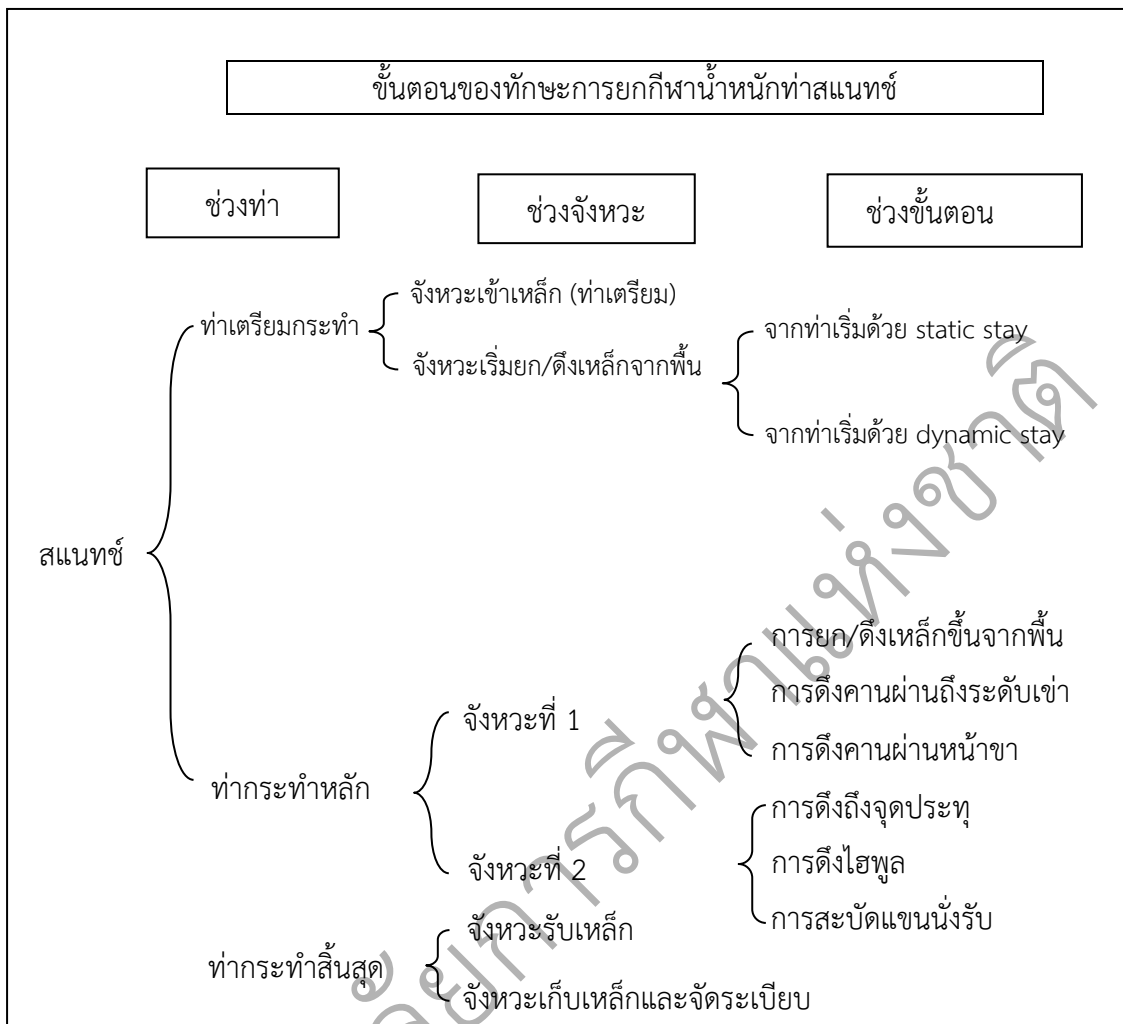 ขั้นตอนของทักษะการยกกีฬาน้ำหนักท่าสแนทช์
ช่วงท่า
ช่วงจังหวะ
ช่วงขั้นตอน
สแนทช์
ท่าเตรียมกระทำ
จังหวะเข้าเหล็ก (ท่าเตรียม)
จังหวะเริ่มยก/ดึงเหล็กจากพื้น
จากท่าเริ่มด้วย static stay
จากท่าเริ่มด้วย dynamic stay
ท่ากระทำหลัก
จังหวะที่ 1
การยก/ดึงเหล็กขึ้นจากพื้น
การดึงคานผ่านถึงระดับเข่า
การดึงคานผ่านหน้าขา
จังหวะที่ 2
การดึงถึงจุดประทุ
การดึงไฮพูล
การสะบัดแขนนั่งรับ
ท่ากระทำสิ้นสุด
จังหวะรับเหล็ก
จังหวะเก็บเหล็กและจัดระเบียบ
ลัยการกีฬาแห่งชาติ